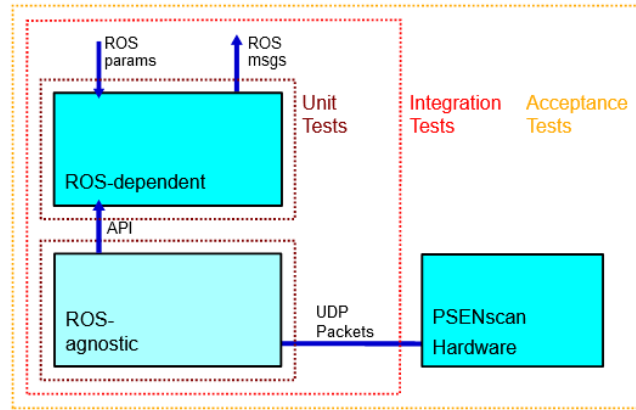 ROS
params
ROS
msgs
Unit
Tests
Integration
Tests
Acceptance
Tests
ROS-dependent
API
ROS-
agnostic
UDP
Packets
PSENscan
Hardware